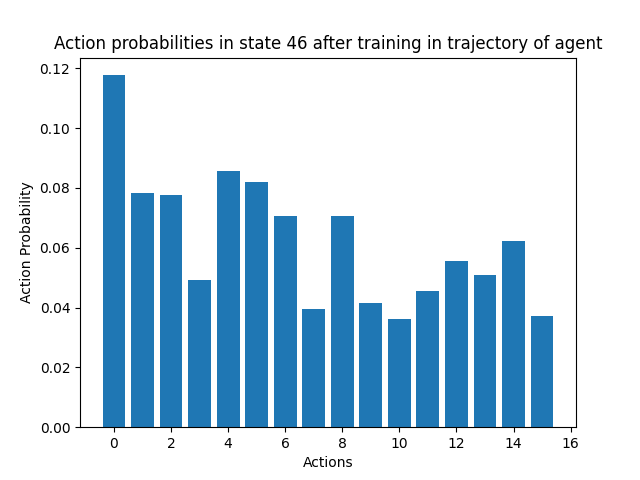 Action probabilities in state 46 after training in trajectory of agent
0.12
0.10
0.08
0.06
0.04
0.02
0.00
Action Probability
0 2 4 6 8 10 12 14 16
Actions